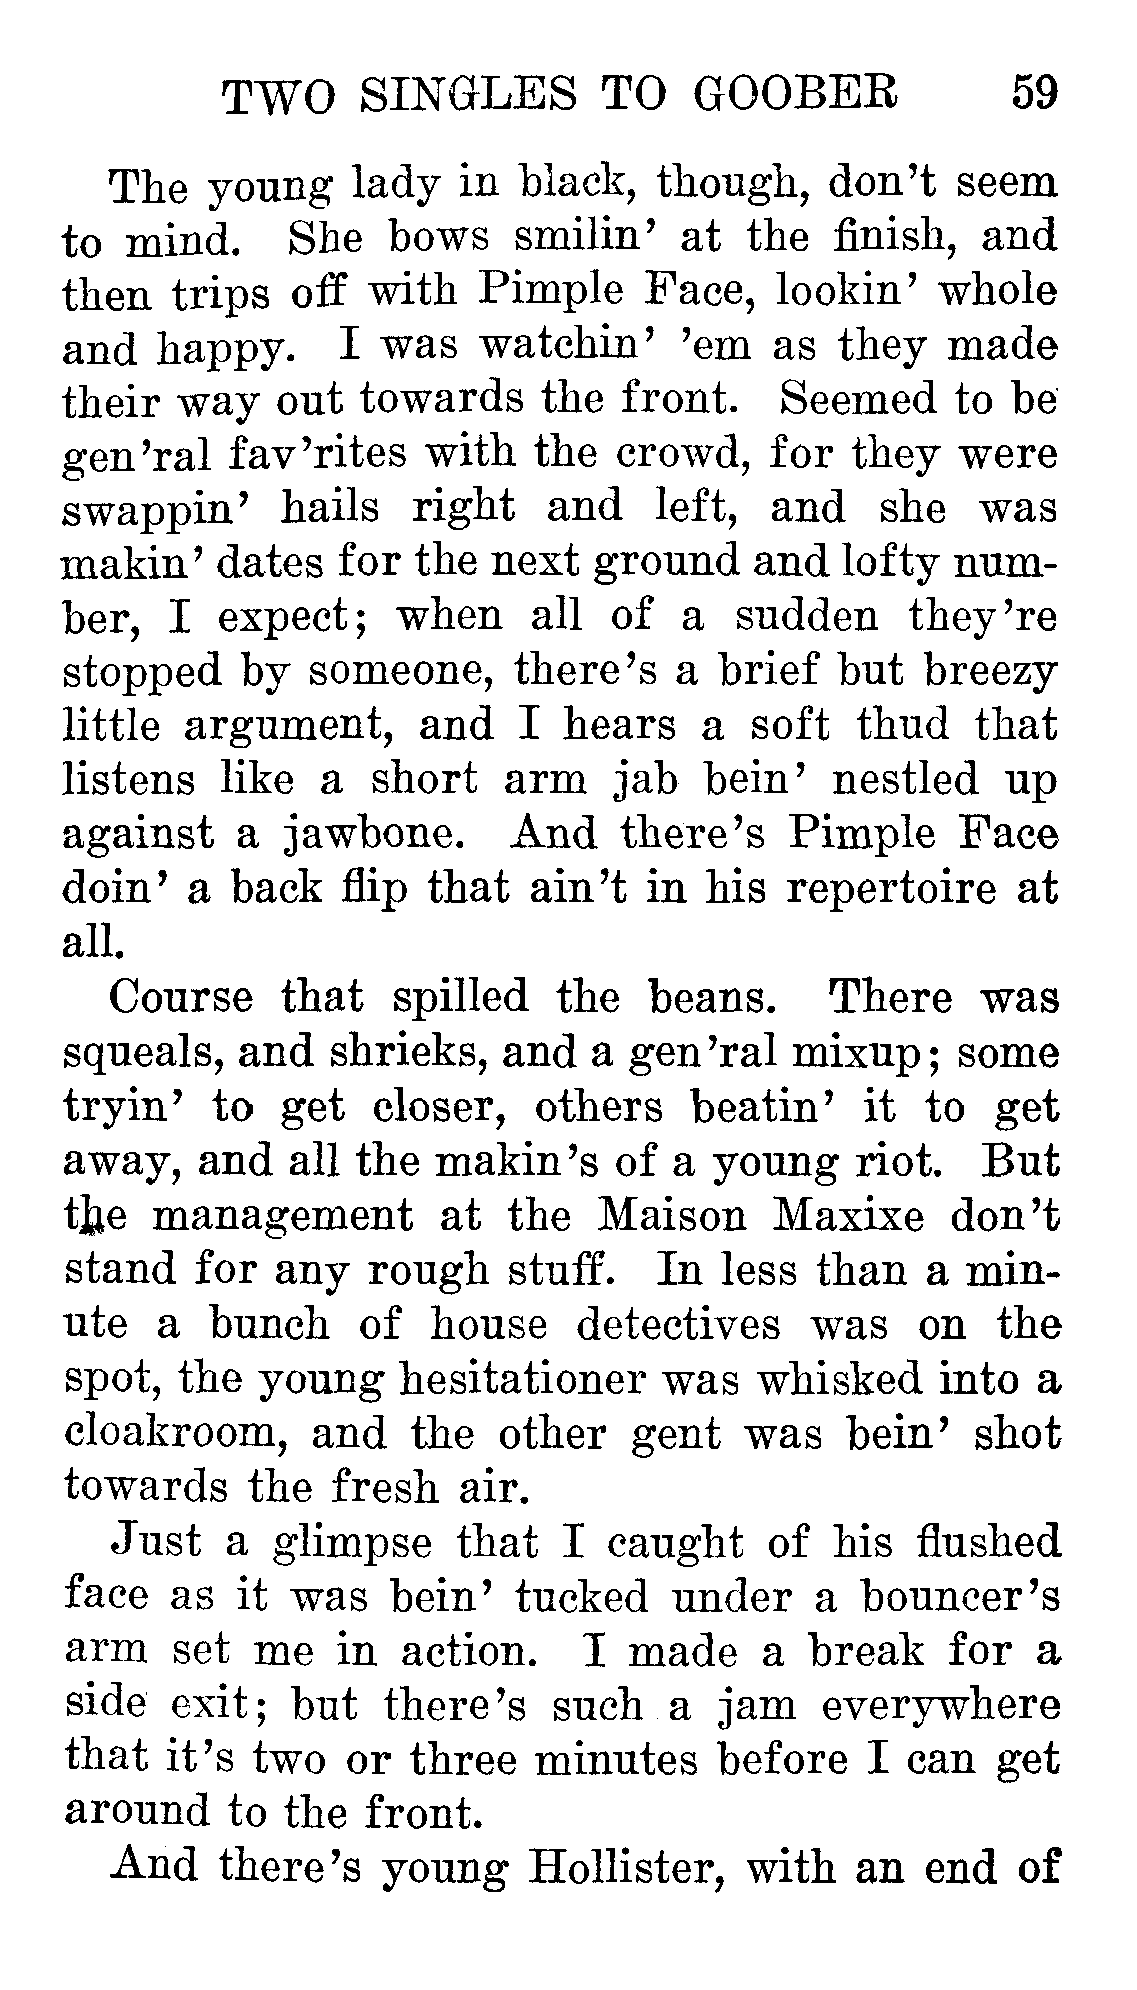 TWO SINGLES TO GOOBER 59
The young lady in black, though, don't seem
to mind. She bows smilin' at the finish, and
then trips off with Pimple Face, lookin' whole
and happy. I was watchin' 'em as they made
their way out towards the front. Seemed to be
gen'ral fav'rites with the crowd, for they were
swappin' hails right and left, and she was
makin' dates for the next ground and lofty num-
ber, I expect; when all of a sudden they're
stopped by someone, there's a brief but breezy
little argument, and I hears a soft thud that
listens like a short arm jab bein' nestled up
against a jawbone. And there's Pimple Face
doin' a back flip that ain't in his repertoire at
all.
Course that spilled the beans. There was
squeals, and shrieks, and a gen'ral mixup; some
tryin' to get closer, others beatin' it to get
away, and all the makin's of a young riot. But
the management at the Maison Maxixe don't
stand for any rough stuff. In less than a min-
ute a bunch of house detectives was on the
spot, the young hesitationer was whisked into a
cloakroom, and the other gent was bein' shot
towards the fresh air.
Just a glimpse that I caught of his flushed
face as it was bein' tucked under a bouncer's
arm set me in action. I made a break for a
side exit; but there's such a jam everywhere
that it's two or three minutes before I can get
around to the front.
And there's young Hollister, with an end of